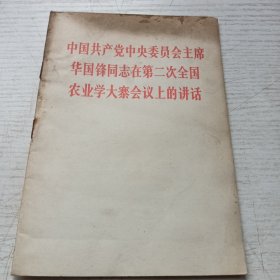 中国共产党中央委员会主席
华国锋同志在第二次全国
农业学大寨会议上的讲话